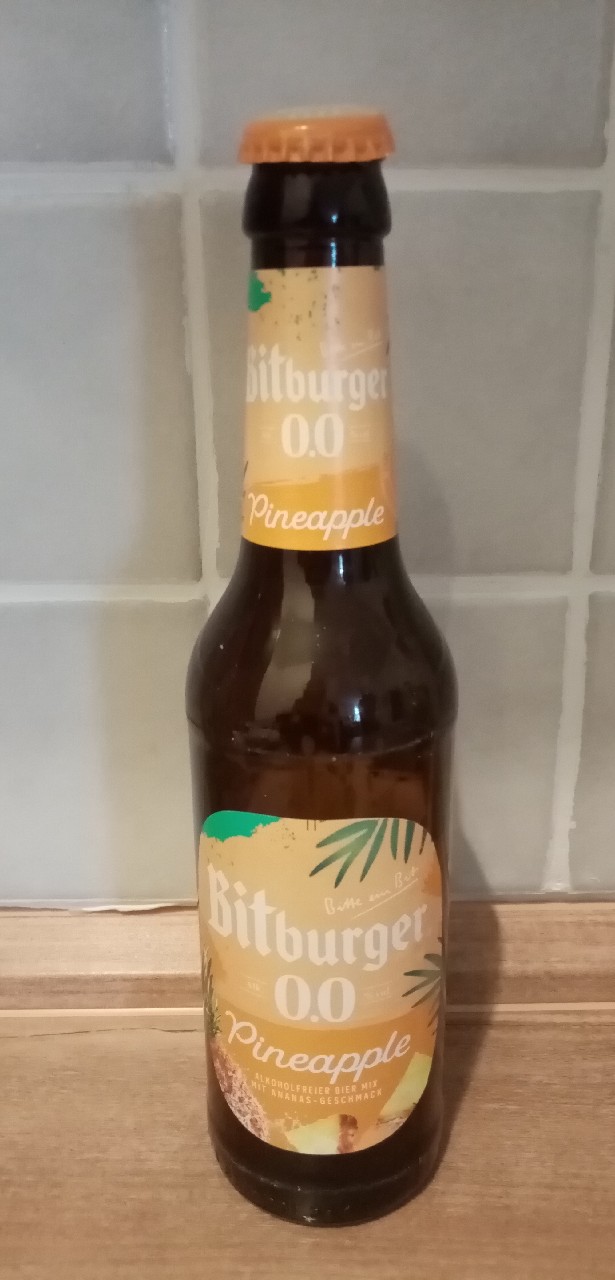 Bitburger
0.0
Pineapple
Bitte ein Bit
Bitburger
0.0
Pineapple
ALKOHOLFREIER BIER MIX
MIT ANANAS-GESCHMACK